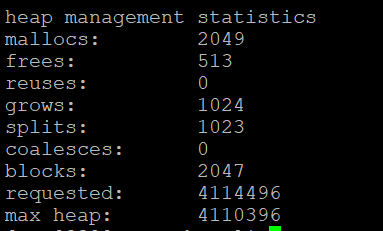 heap management statistics
mallocs: 2049
frees: 513
reuses: 0
grows: 1024
splits: 1023
coalesces: 0
blocks: 2047
requested: 4114496
max heap: 4110396